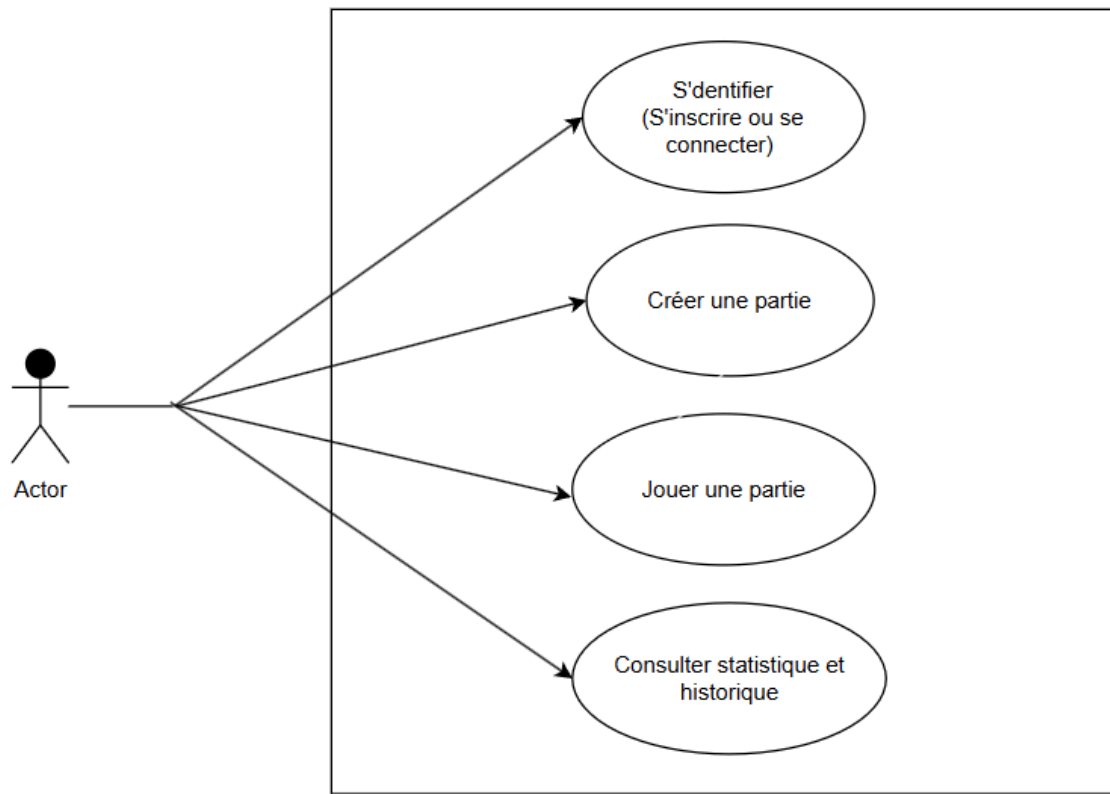 S'dentifier
(S'inscrire ou se
connecter)
Créer une partie
Actor
Jouer une partie
Consulter statistique et
historique